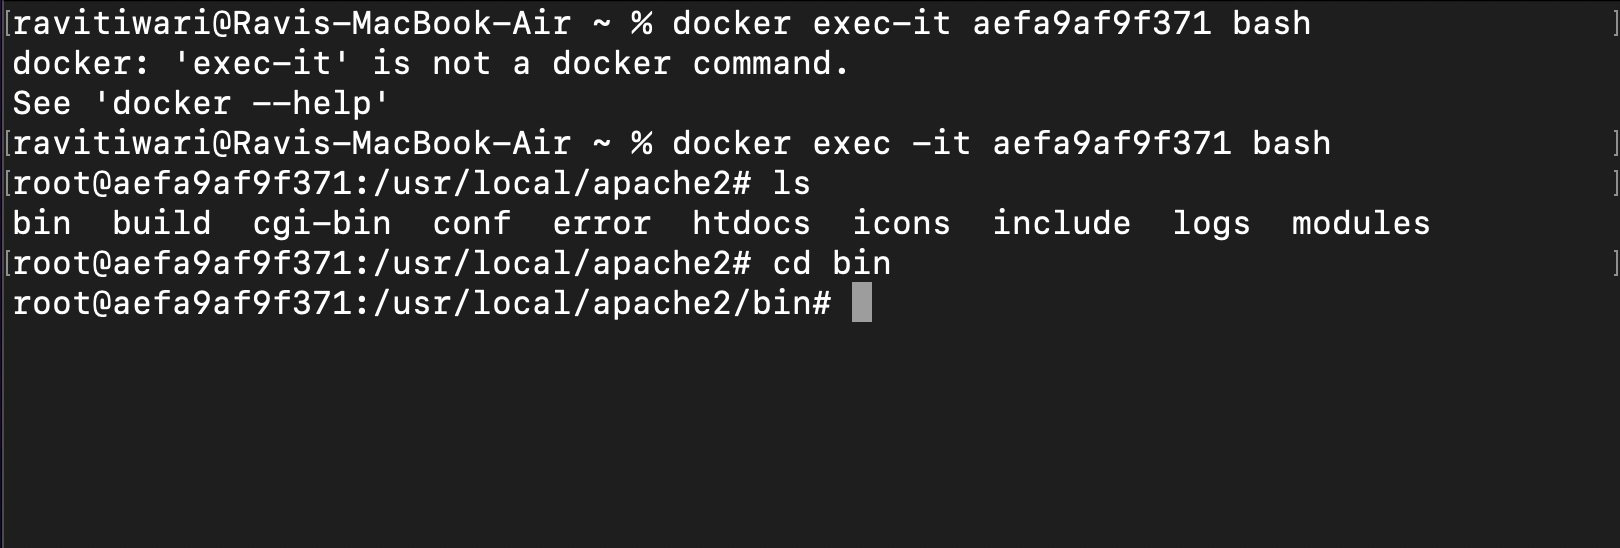 [ravitiwari@Ravis-MacBook-Air ~ % docker exec-it aefa9af9f371 bash ]
docker: 'exec-it' is not a docker command.
See 'docker --help'
[ravitiwari@Ravis-MacBook-Air ~ % docker exec -it aefa9af9f371 bash ]
[root@aefa9af9f371:/usr/local/apache2# ls ]
bin  build  cgi-bin  conf  error  htdocs  icons  include  logs  modules
[root@aefa9af9f371:/usr/local/apache2# cd bin ]
root@aefa9af9f371:/usr/local/apache2/bin#